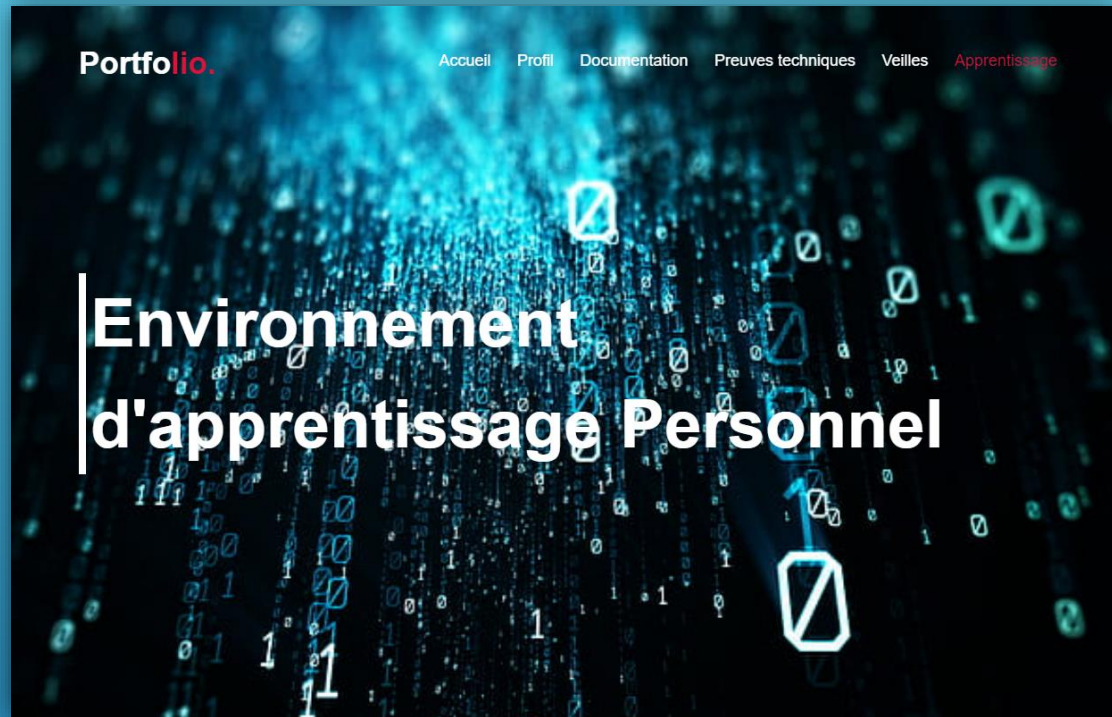 Portfolio.
Accueil Profil Documentation Preuves techniques Veilles Apprentissage
Environnement
d'apprentissage Personnel